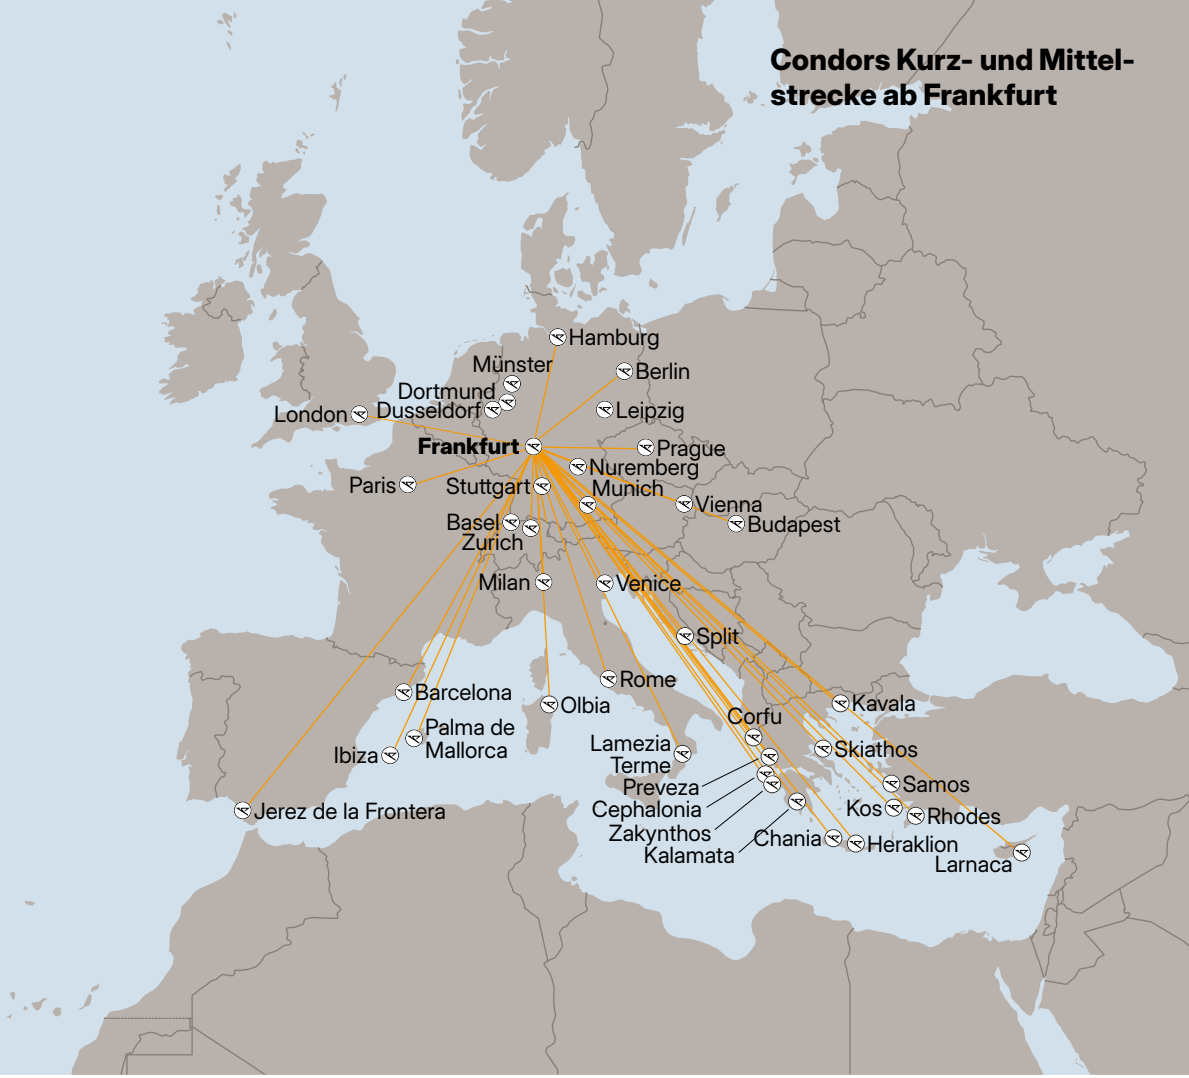 Condors Kurz- und Mittel-
strecke ab Frankfurt
Hamburg
Münster
Berlin
Dortmund
Dusseldorf
Leipzig
London
Frankfurt
Prague
Nuremberg
Paris
Stuttgart
Munich
Vienna
Basel
Budapest
Zurich
Milan
Venice
Split
Rome
Barcelona
Olbia
Kavala
Corfu
Palma de
Mallorca
Ibiza
Lamezia
Terme
Skiathos
Preveza
Samos
Cephalonia
Kos
Rhodes
Jerez de la Frontera
Zakynthos
Chania
Heraklion
Kalamata
Larnaca